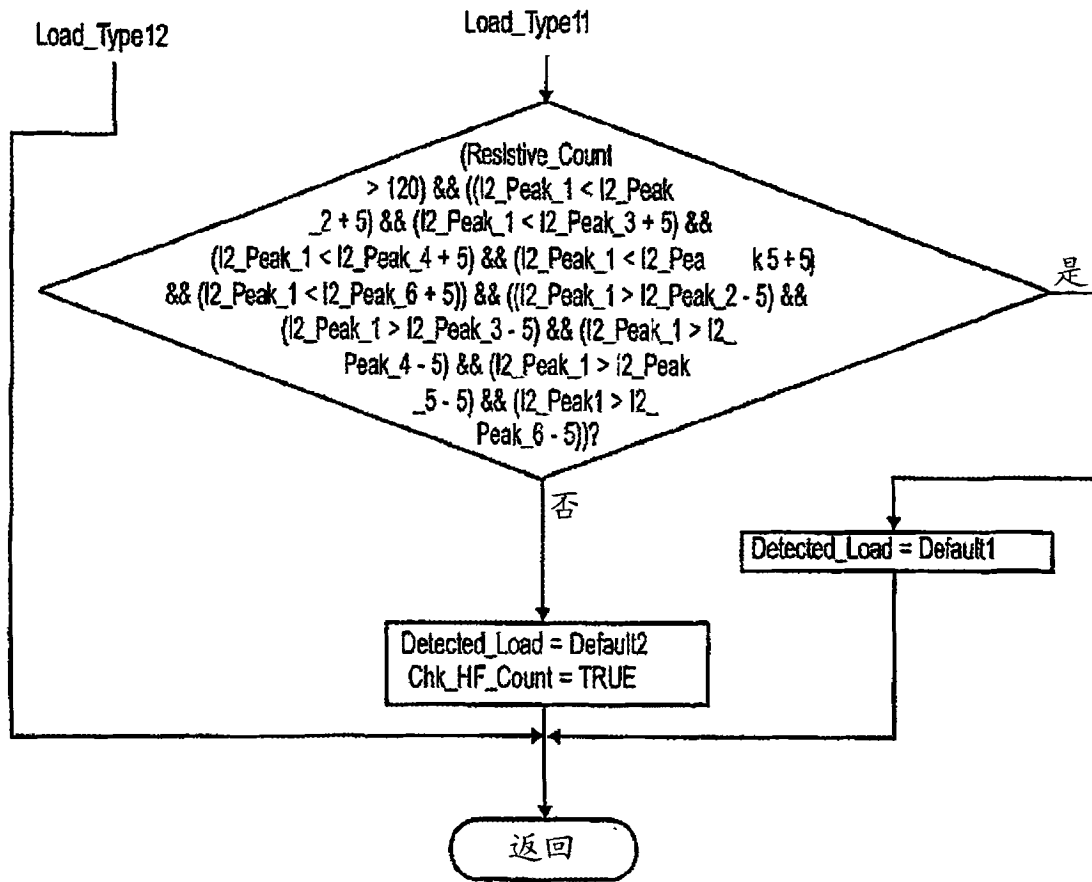 Load_Type12
Load_Type11
(Resistive_Count
> 120) && ((I2_Peak_1 < I2_Peak
_2 + 5) && (I2_Peak_1 < I2_Peak_3 + 5) &&
(I2_Peak_1 < I2_Peak_4 + 5) && (I2_Peak_1 < I2_Pea k 5 + 5)
&& (I2_Peak_1 < I2_Peak_6 + 5)) && ((I2_Peak_1 > I2_Peak_2 - 5) &&
(I2_Peak_1 > I2_Peak_3 - 5) && (I2_Peak_1 > I2_
Peak_4 - 5) && (I2_Peak_1 > I2_Peak
_5 - 5) && (I2_Peak1 > I2_
Peak_6 - 5))?
是
否
Detected_Load = Default1
Detected_Load = Default2
Chk_HF_Count = TRUE
返回